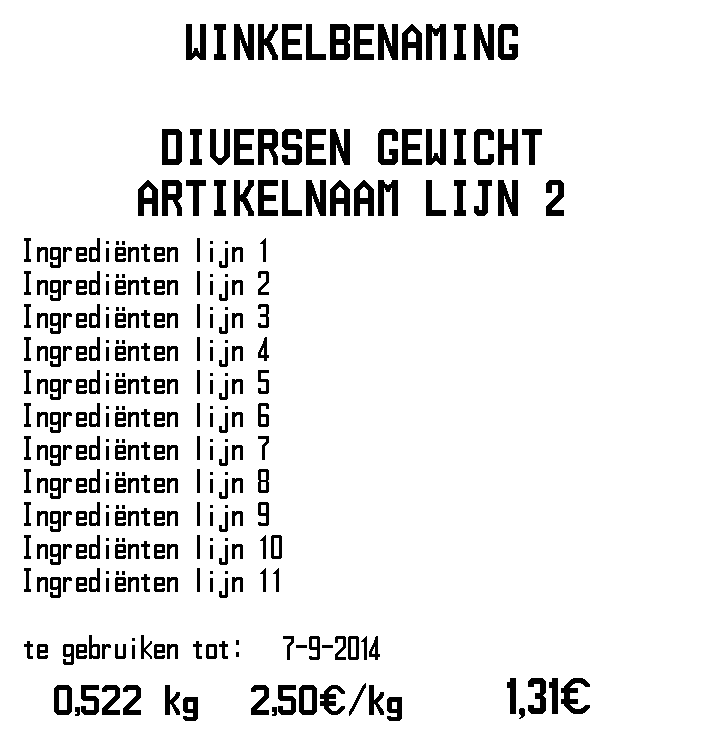 WINKELBENAMING
DIVERSEN GEWICHT
ARTIKELNAAM LIJN 2
Ingrediënten lijn 1
Ingrediënten lijn 2
Ingrediënten lijn 3
Ingrediënten lijn 4
Ingrediënten lijn 5
Ingrediënten lijn 6
Ingrediënten lijn 7
Ingrediënten lijn 8
Ingrediënten lijn 9
Ingrediënten lijn 10
Ingrediënten lijn 11
te gebruiken tot: 7-9-2014
0,522 kg 2,50€/kg 1,31€